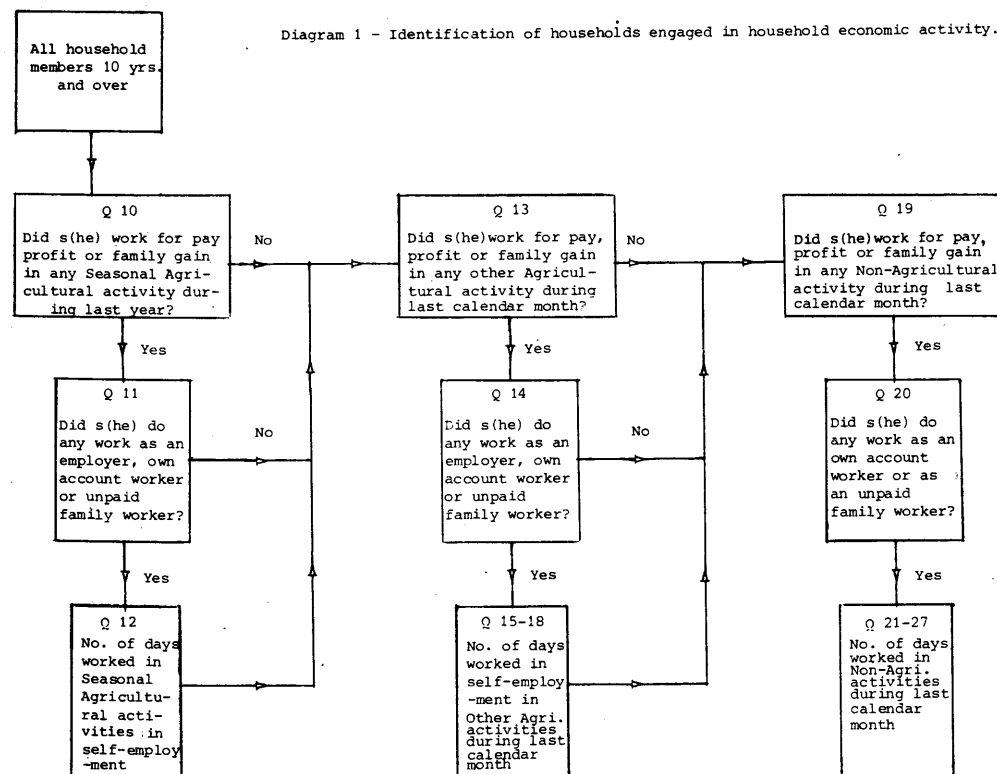 Diagram 1 - Identification of households engaged in household economic activity.
All household
members 10 yrs.
and over
Q 10
Did s(he) work for pay
profit or family gain
in any Seasonal Agri-
cultural activity dur-
ing last year?
No
Yes
Q 11
Did s(he) do
any work as an
employer, own
account worker
or unpaid
family worker?
No
Yes
Q 12
No. of days
worked in
Seasonal
Agricultu-
ral acti-
vities in
self-employ
-ment
Q 13
Did s(he)work for pay,
profit or family gain
in any other Agricul-
tural activity during
last calendar month?
No
Yes
Q 14
Did s(he) do
any work as an
employer, own
account worker
or unpaid
family worker?
No
Yes
Q 15-18
No. of days
worked in
self-employ
-ment in
Other Agri.
activities
during last
calendar
month
Q 19
Did s(he)work for pay,
profit or family gain
in any Non-Agricultural
activity during last
calendar month?
Yes
Q 20
Did s(he) do
any work as an
own account
worker or as
an unpaid
family worker?
Yes
Q 21-27
No. of days
worked in
Non-Agri.
activities
during last
calendar
month